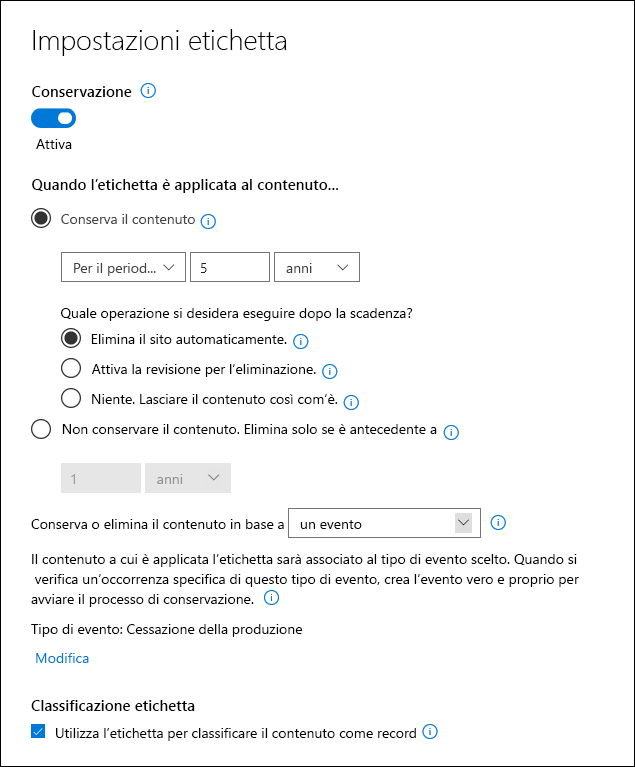 Impostazioni etichetta
Conservazione
Attiva
Quando l'etichetta è applicata al contenuto...
Conserva il contenuto
Per il period... 5 anni
Quale operazione si desidera eseguire dopo la scadenza?
Elimina il sito automaticamente.
Attiva la revisione per l'eliminazione.
Niente. Lasciare il contenuto così com'è.
Non conservare il contenuto. Elimina solo se è antecedente a
1 anni
Conserva o elimina il contenuto in base a un evento
Il contenuto a cui è applicata l'etichetta sarà associato al tipo di evento scelto. Quando si
verifica un'occorrenza specifica di questo tipo di evento, crea l'evento vero e proprio per
avviare il processo di conservazione.
Tipo di evento: Cessazione della produzione
Modifica
Classificazione etichetta
Utilizza l'etichetta per classificare il contenuto come record